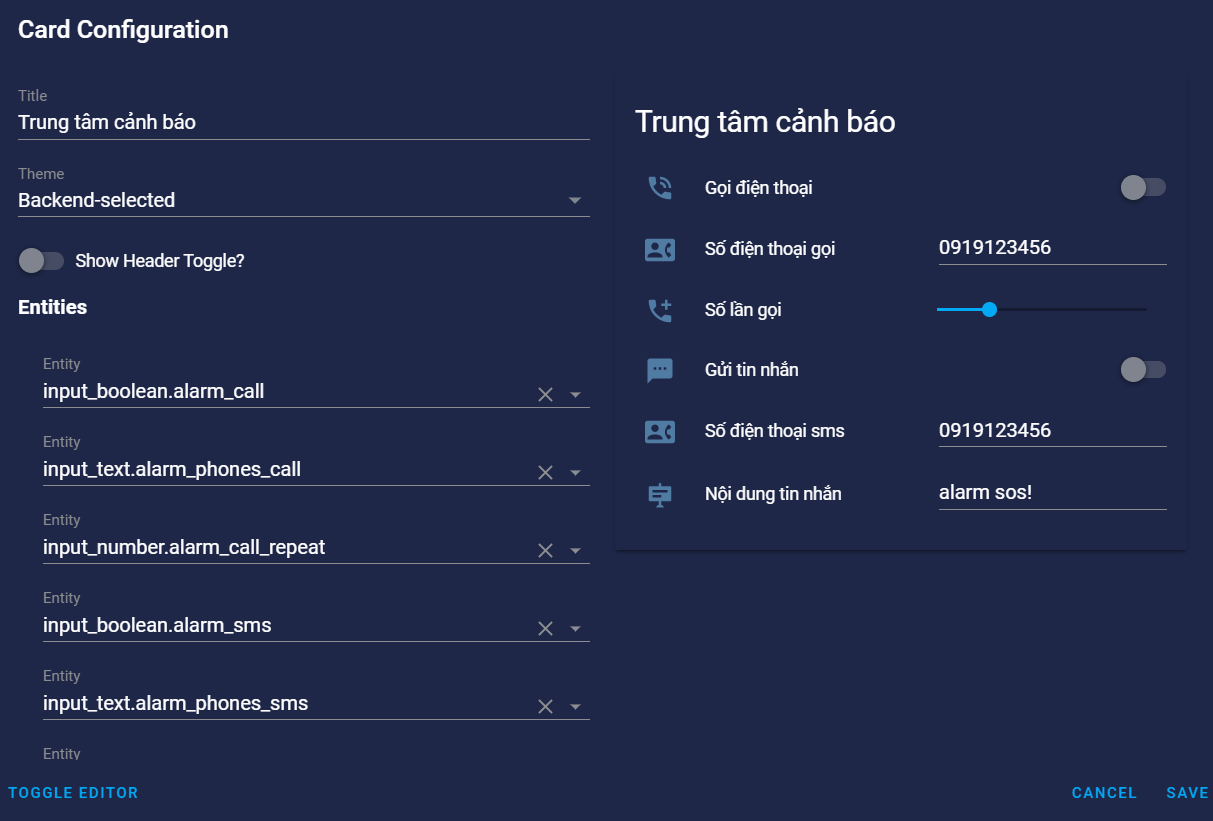 Card Configuration
Title
Trung tâm cảnh báo
Theme
Backend-selected
Show Header Toggle?
Entities
Entity
input_boolean.alarm_call
Entity
input_text.alarm_phones_call
Entity
input_number.alarm_call_repeat
Entity
input_boolean.alarm_sms
Entity
input_text.alarm_phones_sms
Entity
Trung tâm cảnh báo
Gọi điện thoại
Số điện thoại gọi 0919123456
Số lần gọi
Gửi tin nhắn
Số điện thoại sms 0919123456
Nội dung tin nhắn alarm sos!
TOGGLE EDITOR CANCEL SAVE